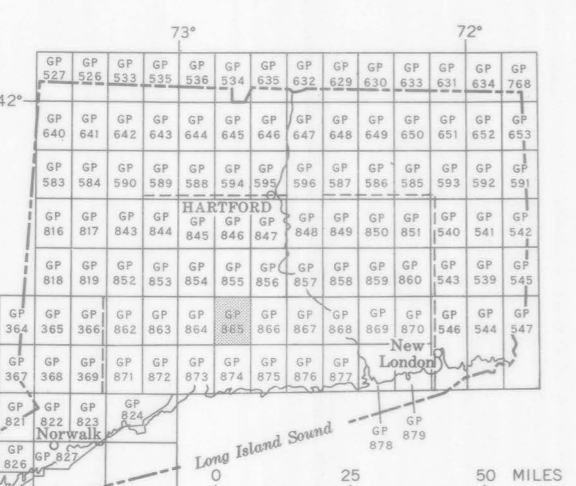 73° 72°
GP GP GP GP GP GP GP GP GP GP GP GP GP GP
527 526 533 535 536 534 635 632 629 630 633 631 634 768
42°
GP GP GP GP GP GP GP GP GP GP GP GP GP GP
640 641 642 643 644 645 646 647 648 649 650 651 652 653
GP GP GP GP GP GP GP GP GP GP GP GP GP GP
583 584 590 589 588 594 595 596 587 586 585 593 592 591
HARTFORD
GP GP GP GP GP GP GP GP GP GP GP GP GP GP
816 817 843 844 845 846 847 848 849 850 851 540 541 542
GP GP GP GP GP GP GP GP GP GP GP GP GP GP
818 819 852 853 854 855 856 857 858 859 860 543 539 545
GP GP GP GP GP GP GP GP GP GP GP GP GP GP GP
364 365 366 862 863 864 865 866 867 868 869 870 546 544 547
New
London
GP GP GP GP GP GP GP GP GP GP
367 368 369 871 872 873 874 875 876 877
GP GP GP GP
821 822 823 824
Norwalk
GP GP 827
826
GP GP
878 879
Long Island Sound
0 25 50 MILES